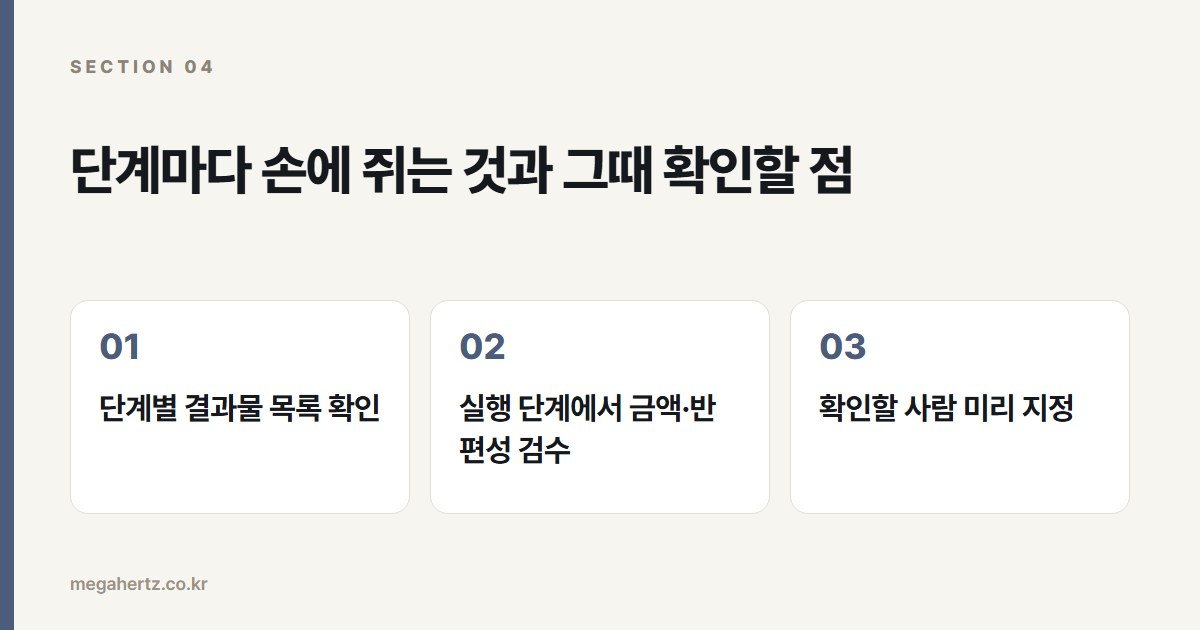 SECTION 04
단계마다 손에 쥐는 것과 그때 확인할 점
01
단계별 결과물 목록 확인
02
실행 단계에서 금액·반
편성 검수
03
확인할 사람 미리 지정
megahertz.co.kr